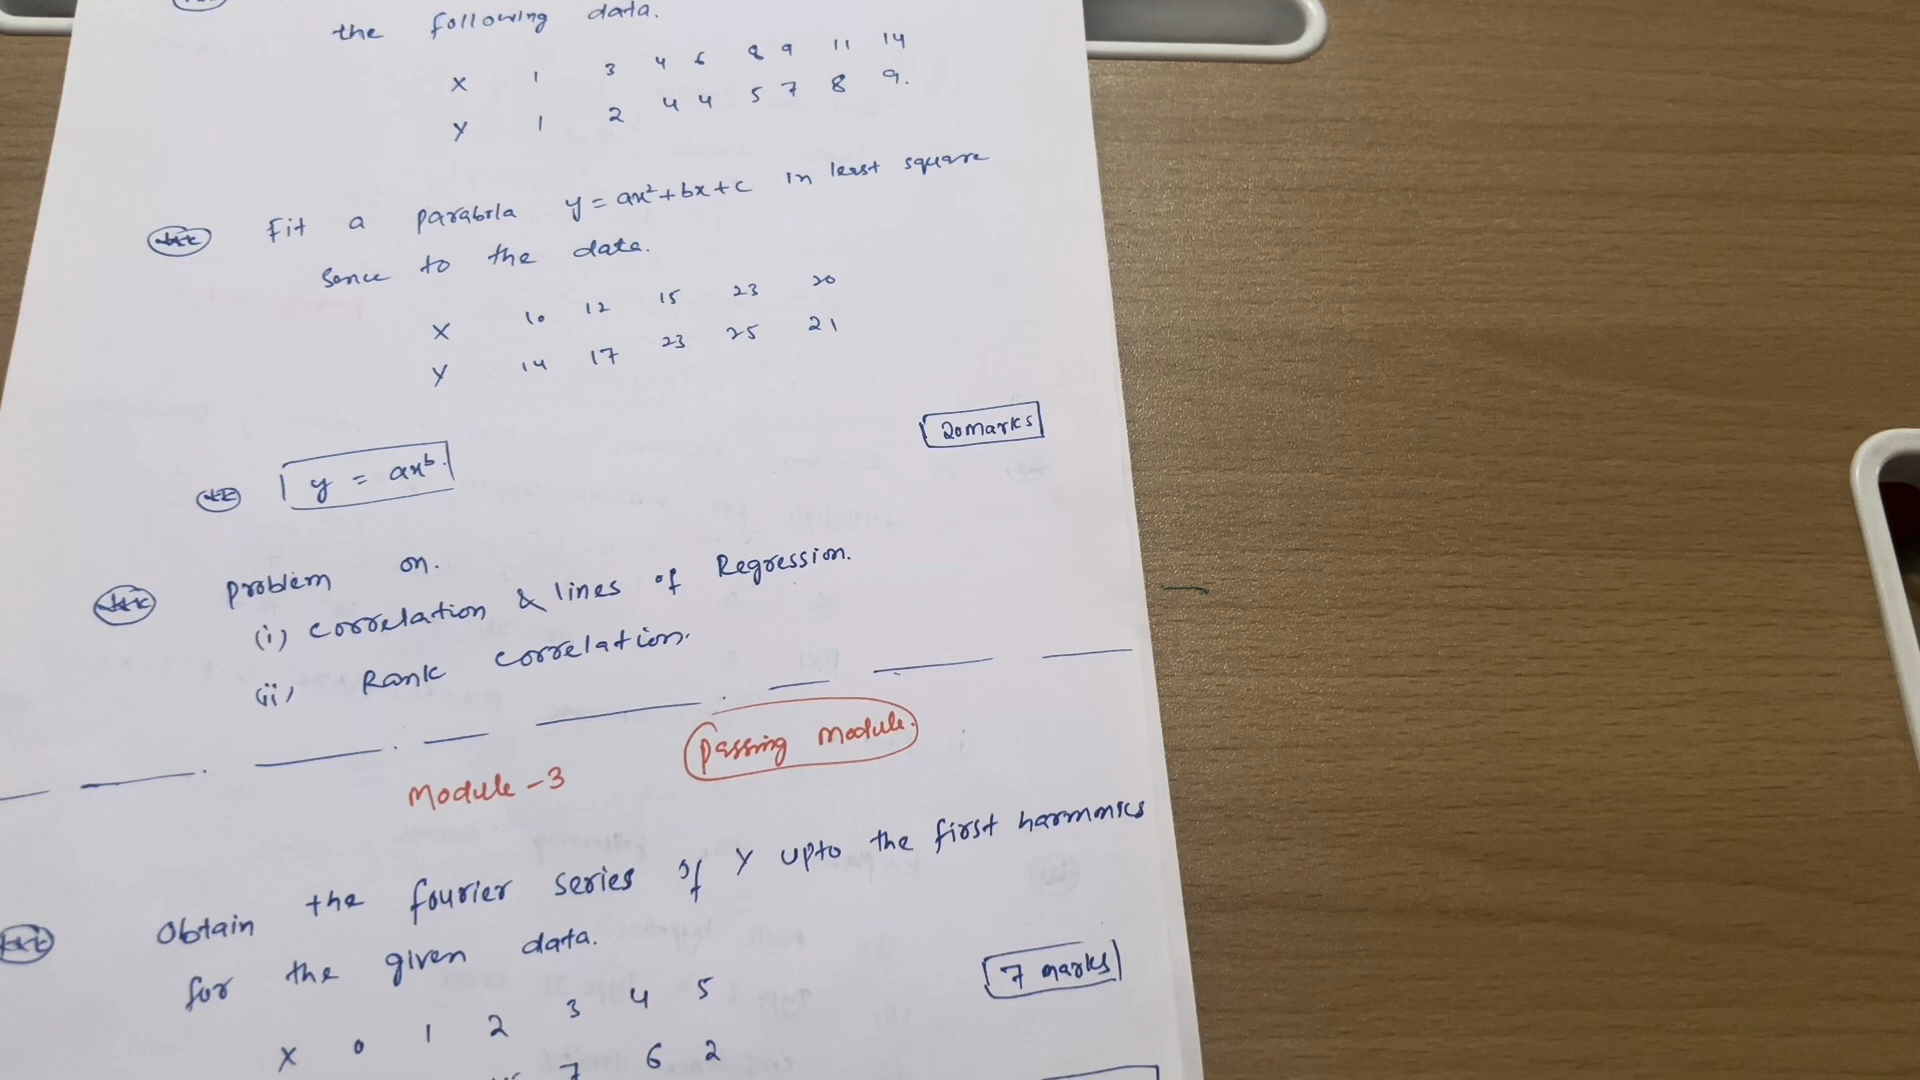 the following data.
X 1 3 4 6 8 9 11 14
Y 1 2 4 4 5 7 8 9.
Fit a parabola y = ax² + bx + c in least square
sence to the data.
X 10 12 15 23 20
Y 14 17 23 25 21
20 marks
y = axᵇ.
problem on.
(i) correlation & lines of Regression.
(ii) Rank correlation.
Module - 3
passing module.
Obtain the fourier series of Y upto the first harmonics
for the given data.
7 marks
X 0 1 2 3 4 5
7 6 2